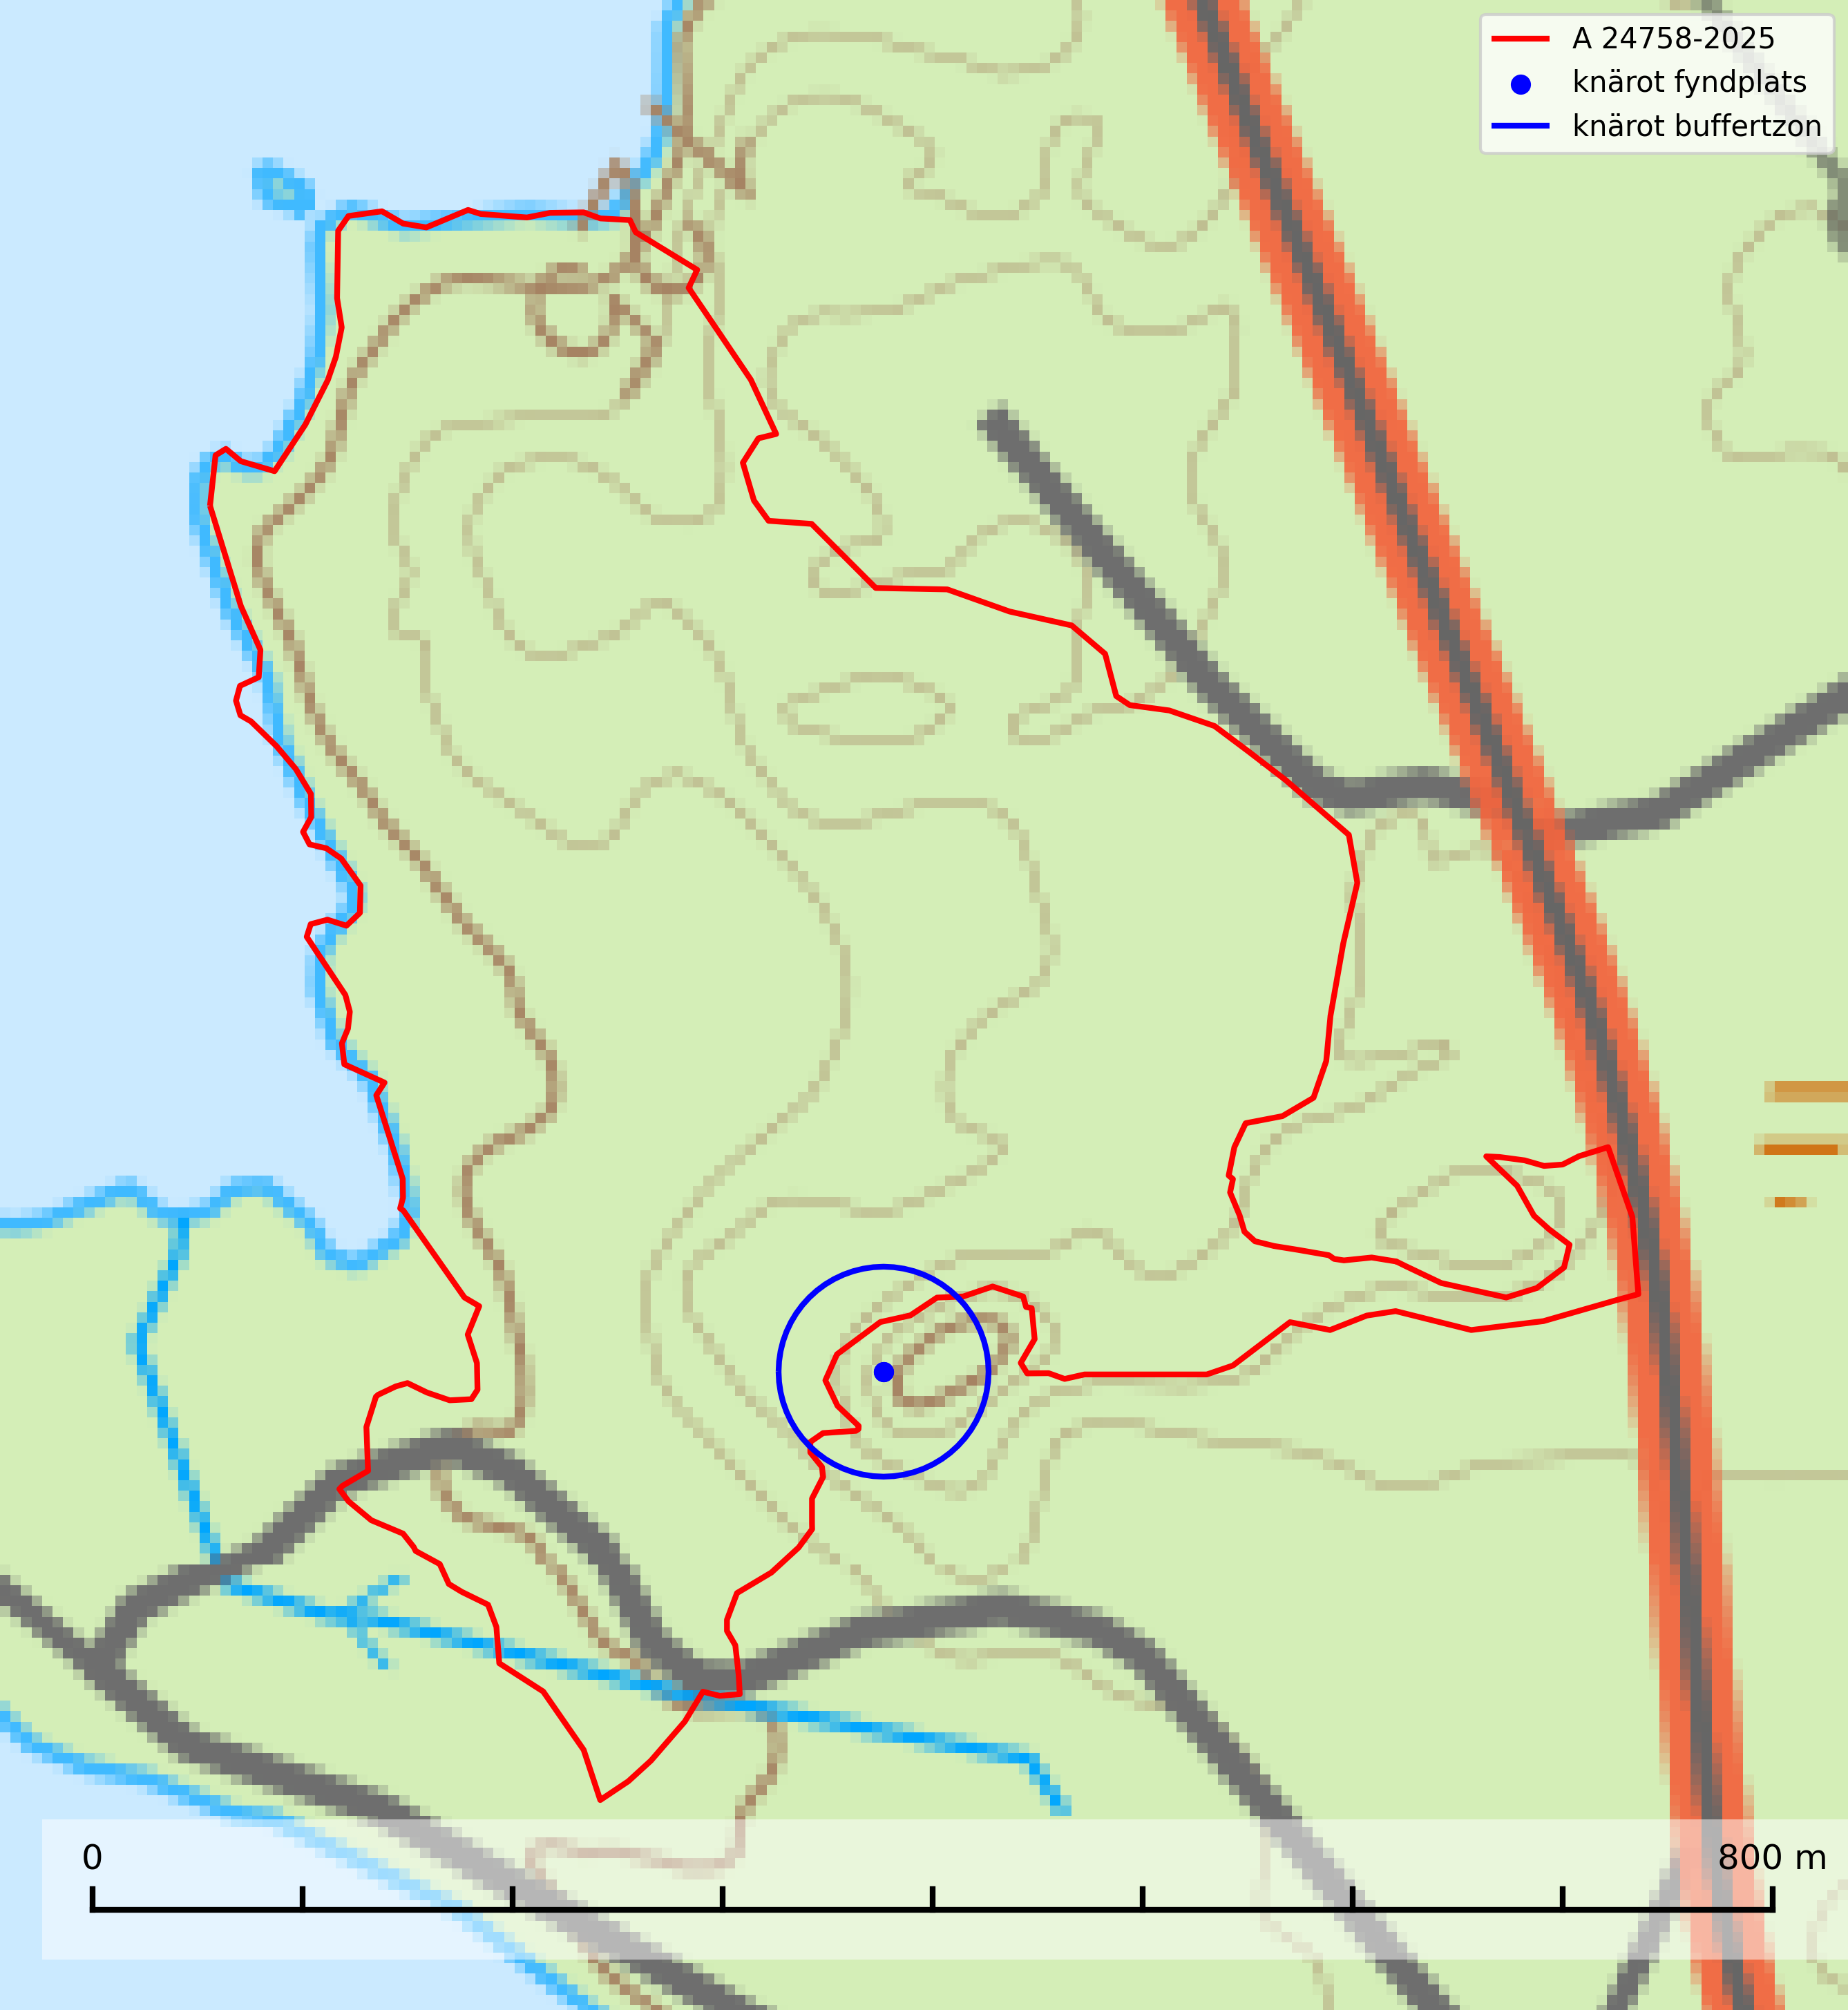 A 24758-2025
knärot fyndplats
knärot buffertzon
0
800 m